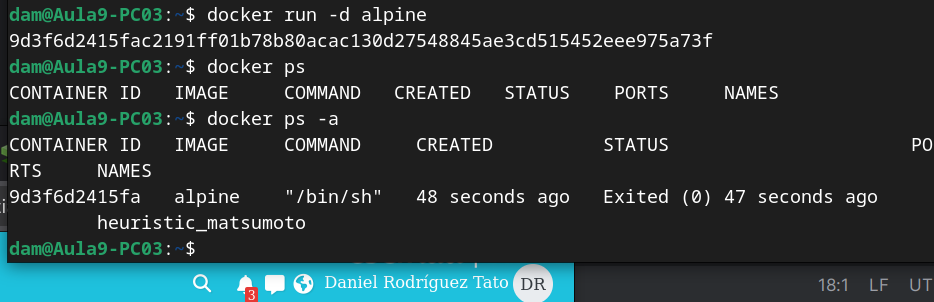 dam@Aula9-PC03:~$ docker run -d alpine
9d3f6d2415fac2191ff01b78b80acac130d27548845ae3cd515452eee975a73f
dam@Aula9-PC03:~$ docker ps
CONTAINER ID   IMAGE     COMMAND   CREATED   STATUS    PORTS     NAMES
dam@Aula9-PC03:~$ docker ps -a
CONTAINER ID   IMAGE     COMMAND     CREATED          STATUS                      PO
RTS     NAMES
9d3f6d2415fa   alpine    "/bin/sh"   48 seconds ago   Exited (0) 47 seconds ago
        heuristic_matsumoto
dam@Aula9-PC03:~$
3
Daniel Rodríguez Tato DR
18:1 LF UT